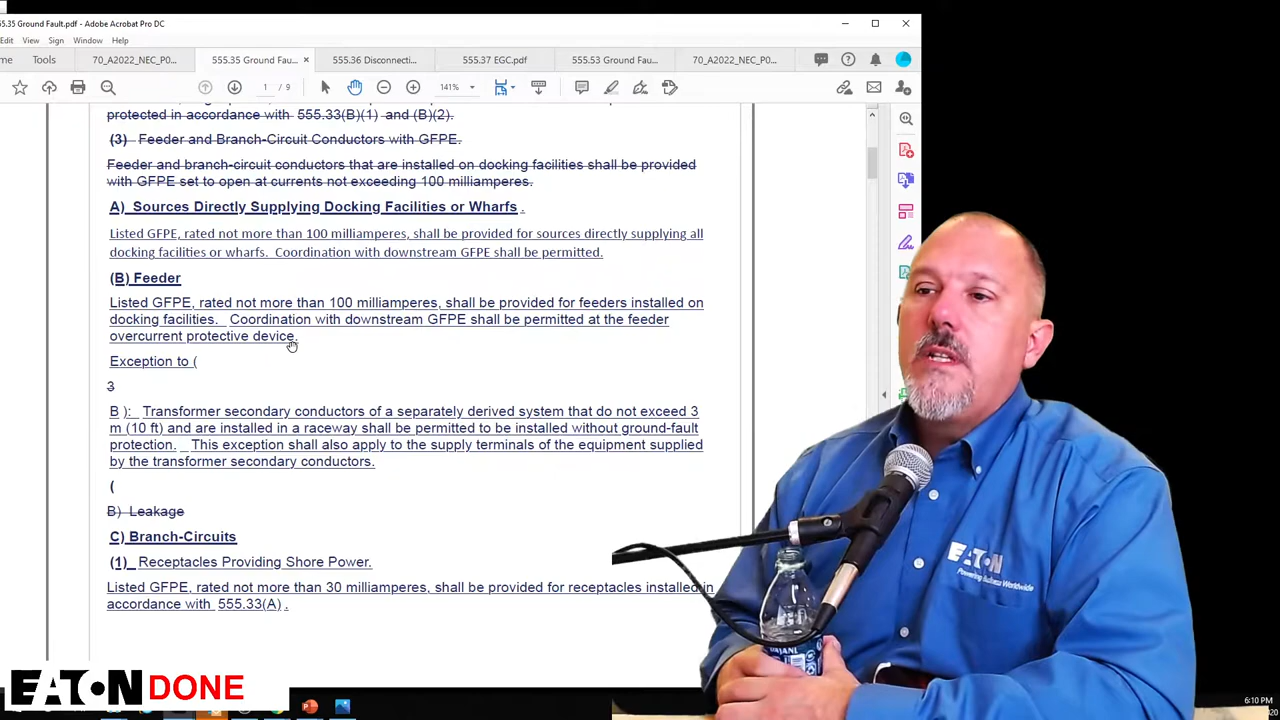 55.35 Ground Fault.pdf - Adobe Acrobat Pro DC
Edit View Sign Window Help
me Tools 70_A2022_NEC_P0... 555.35 Ground Fau... × 555.36 Disconnecti... 555.37 EGC.pdf 555.53 Ground Fau... 70_A2022_NEC_P0...
1 / 9 141%
protected in accordance with 555.33(B)(1) and (B)(2).
(3) Feeder and Branch-Circuit Conductors with GFPE.
Feeder and branch-circuit conductors that are installed on docking facilities shall be provided
with GFPE set to open at currents not exceeding 100 milliamperes.
A) Sources Directly Supplying Docking Facilities or Wharfs .
Listed GFPE, rated not more than 100 milliamperes, shall be provided for sources directly supplying all
docking facilities or wharfs. Coordination with downstream GFPE shall be permitted.
(B) Feeder
Listed GFPE, rated not more than 100 milliamperes, shall be provided for feeders installed on
docking facilities. Coordination with downstream GFPE shall be permitted at the feeder
overcurrent protective device.
Exception to (
3
B ): Transformer secondary conductors of a separately derived system that do not exceed 3
m (10 ft) and are installed in a raceway shall be permitted to be installed without ground-fault
protection. This exception shall also apply to the supply terminals of the equipment supplied
by the transformer secondary conductors.
(
B) Leakage
C) Branch-Circuits
(1) Receptacles Providing Shore Power.
Listed GFPE, rated not more than 30 milliamperes, shall be provided for receptacles installed in
accordance with 555.33(A) .
EATON
Powering Business Worldwide
EATON DONE
6:10 PM